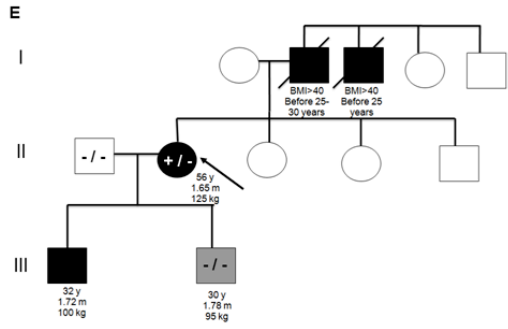 E
I
BMI>40
Before 25-
30 years
BMI>40
Before 25
years
II
- / -
+ / -
56 y
1.65 m
125 kg
III
- / -
32 y
1.72 m
100 kg
30 y
1.78 m
95 kg